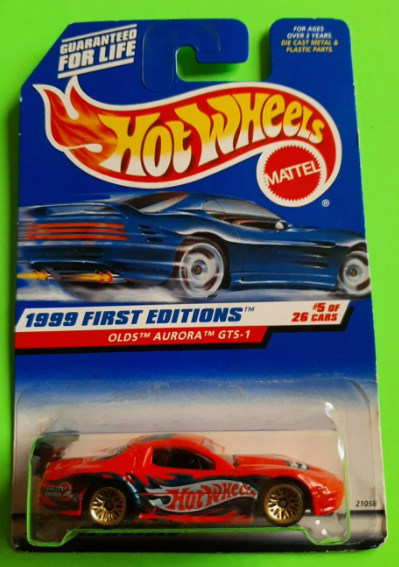 GUARANTEED
FOR LIFE
FOR AGES
OVER 3 YEARS.
DIE CAST METAL &
PLASTIC PARTS.
HOT WHEELS
MATTEL
®
1999 FIRST EDITIONS™
#5 OF
26 CARS
OLDS™ AURORA™ GTS-1
HOT WHEELS
21058